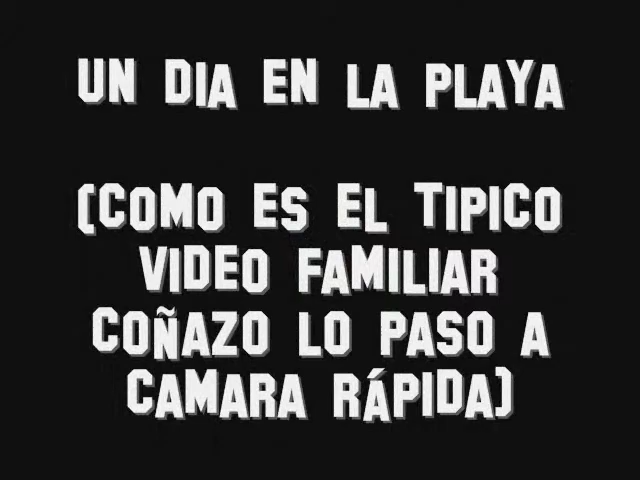 UN DIA EN LA PLAYA
(COMO ES EL TIPICO
VIDEO FAMILIAR
COÑAZO LO PASO A
CAMARA RÁPIDA)